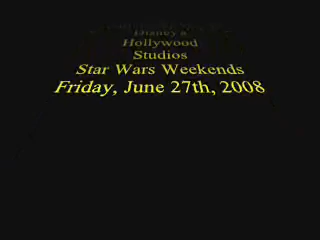 Disney's
Hollywood
Studios
Star Wars Weekends
Friday, June 27th, 2008